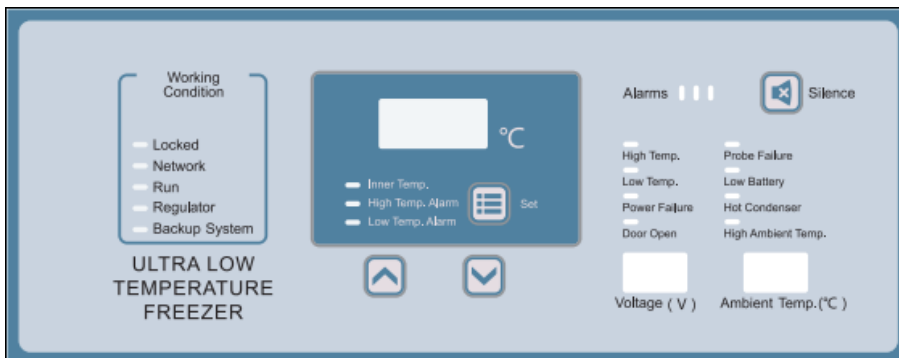 Working
Condition
Locked
Network
Run
Regulator
Backup System
ULTRA LOW
TEMPERATURE
FREEZER
°C
Inner Temp.
High Temp. Alarm
Low Temp. Alarm
Set
Alarms
Silence
High Temp.
Probe Failure
Low Temp.
Low Battery
Power Failure
Hot Condenser
Door Open
High Ambient Temp.
Voltage ( V )
Ambient Temp.(℃ )